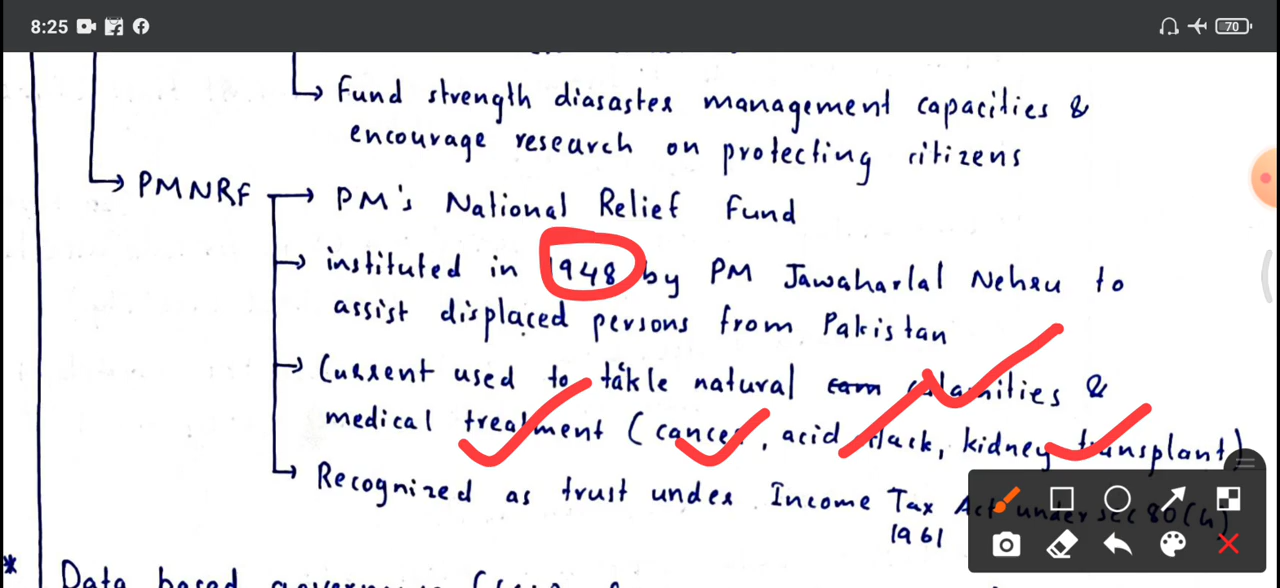 8:25
70
Fund strength diasaster management capacities &
encourage research on protecting citizens
PMNRF → PM's National Relief Fund
instituted in 1948 by PM Jawaharlal Nehru to
assist displaced persons from Pakistan
Current used to takle natural calamities &
medical treatment (cancer, acid attack, kidney transplant)
Recognized as trust under Income Tax Act under sec 80(h)
1961
* Data based